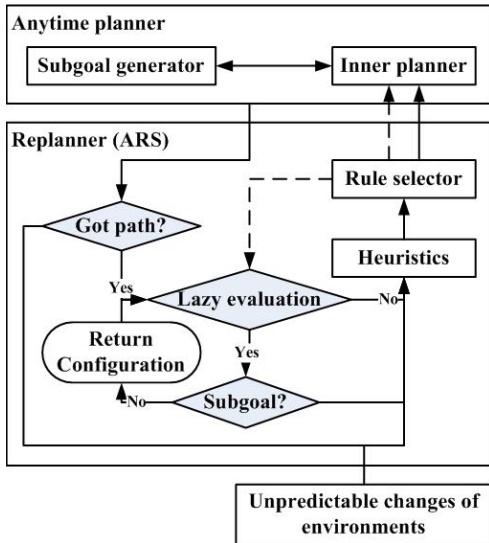 Anytime planner
Subgoal generator
Inner planner
Replanner (ARS)
Rule selector
Got path?
Heuristics
Yes
Lazy evaluation
No
Return
Configuration
Yes
No
Subgoal?
Unpredictable changes of
environments